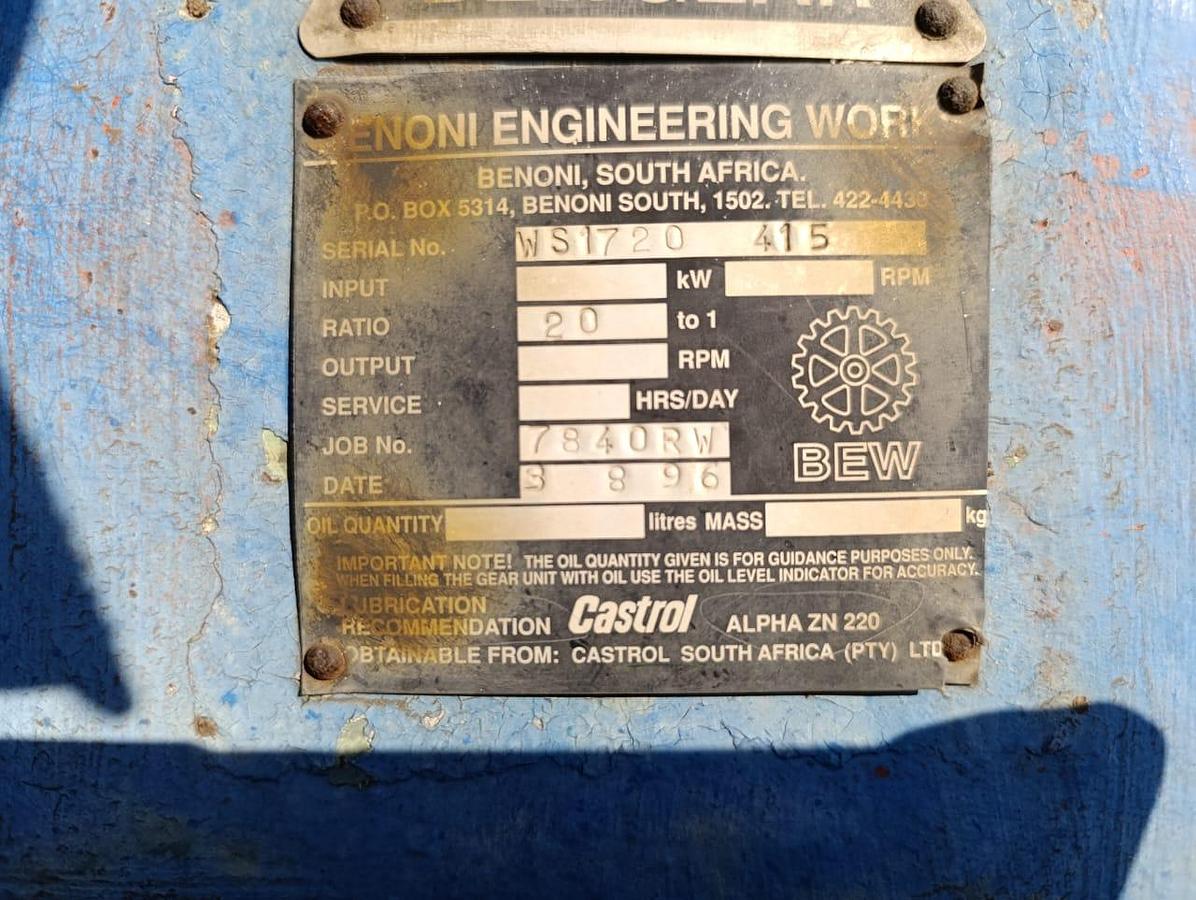 ENONI ENGINEERING WORK
BENONI, SOUTH AFRICA.
P.O. BOX 5314, BENONI SOUTH, 1502. TEL. 422-4430
SERIAL No. WS1720 415
INPUT kW RPM
RATIO 20 to 1
OUTPUT RPM
SERVICE HRS/DAY
JOB No. 7840RW
BEW
DATE 3 8 96
OIL QUANTITY litres MASS kg
IMPORTANT NOTE! THE OIL QUANTITY GIVEN IS FOR GUIDANCE PURPOSES ONLY.
WHEN FILLING THE GEAR UNIT WITH OIL USE THE OIL LEVEL INDICATOR FOR ACCURACY.
LUBRICATION
RECOMMENDATION Castrol ALPHA ZN 220
OBTAINABLE FROM: CASTROL SOUTH AFRICA (PTY) LTD